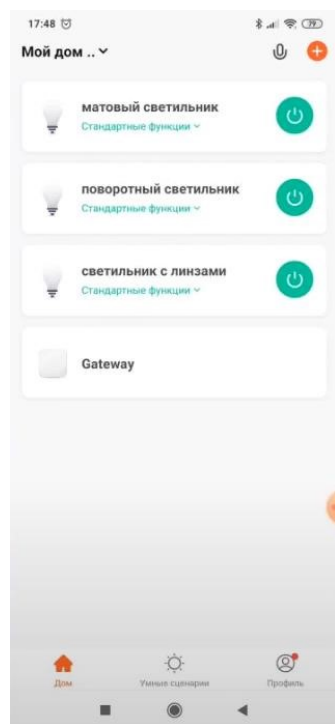 17:48
79
Мой дом ..
матовый светильник
Стандартные функции
поворотный светильник
Стандартные функции
светильник с линзами
Стандартные функции
Gateway
Дом
Умные сценарии
Профиль